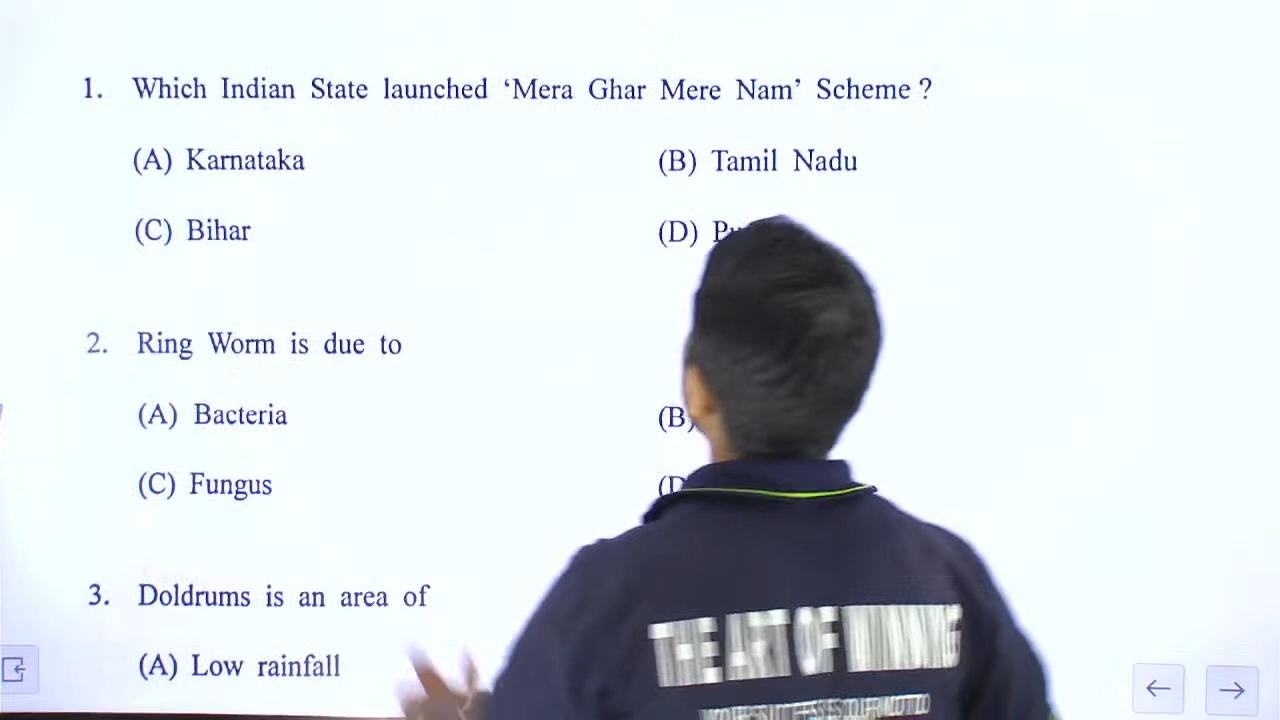 1. Which Indian State launched ‘Mera Ghar Mere Nam’ Scheme ?
(A) Karnataka (B) Tamil Nadu
(C) Bihar (D)
2. Ring Worm is due to
(A) Bacteria (B)
(C) Fungus
3. Doldrums is an area of
(A) Low rainfall
THE ART OF WINNING